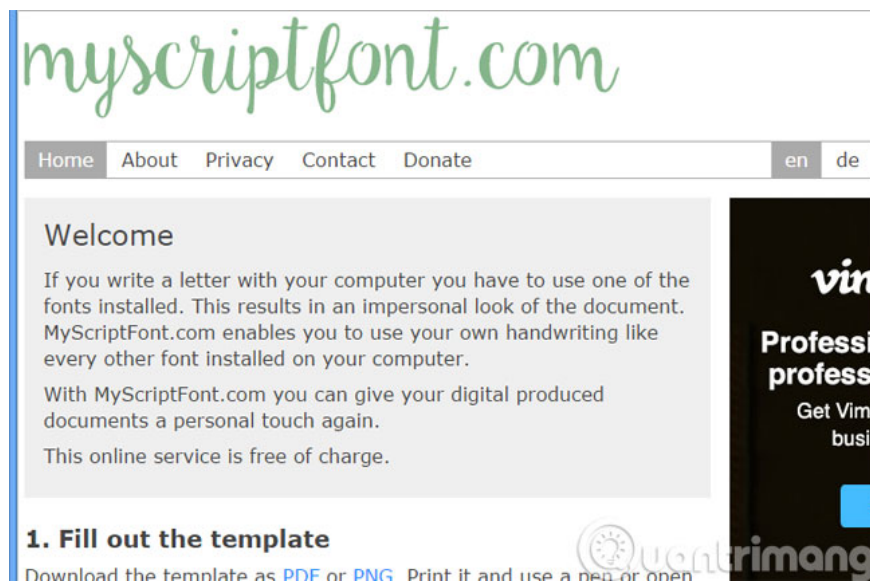 myscriptfont.com
Home About Privacy Contact Donate en de
Welcome
If you write a letter with your computer you have to use one of the
fonts installed. This results in an impersonal look of the document.
MyScriptFont.com enables you to use your own handwriting like
every other font installed on your computer.
With MyScriptFont.com you can give your digital produced
documents a personal touch again.
This online service is free of charge.
vim
Professi
profess
Get Vim
busi
1. Fill out the template
Download the template as PDF or PNG. Print it and use a pen or open
Quantrimang